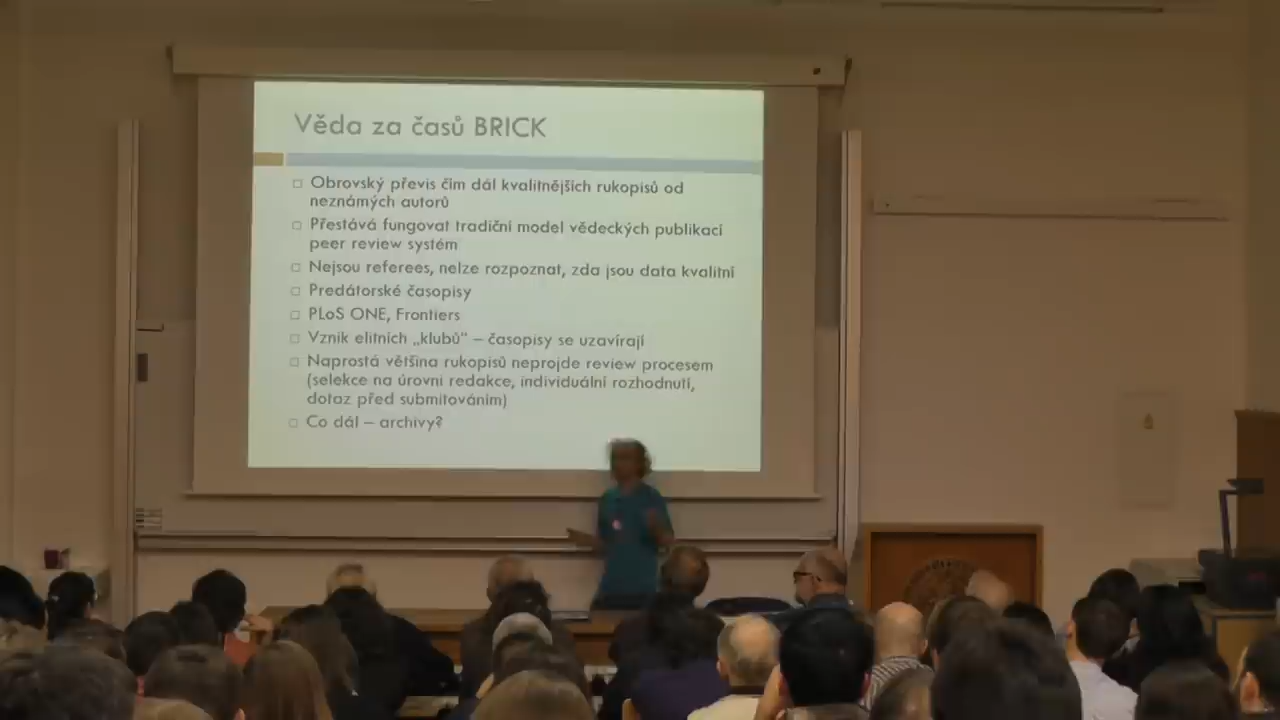 Věda za časů BRICK
Obrovský převis čím dál kvalitnějších rukopisů od
neznámých autorů
Přestává fungovat tradiční model vědeckých publikací
peer review systém
Nejsou referees, nelze rozpoznat, zda jsou data kvalitní
Predátorské časopisy
PLoS ONE, Frontiers
Vznik elitních „klubů“ – časopisy se uzavírají
Naprostá většina rukopisů neprojde review procesem
(selekce na úrovni redakce, individuální rozhodnutí,
dotaz před submitováním)
Co dál – archivy?